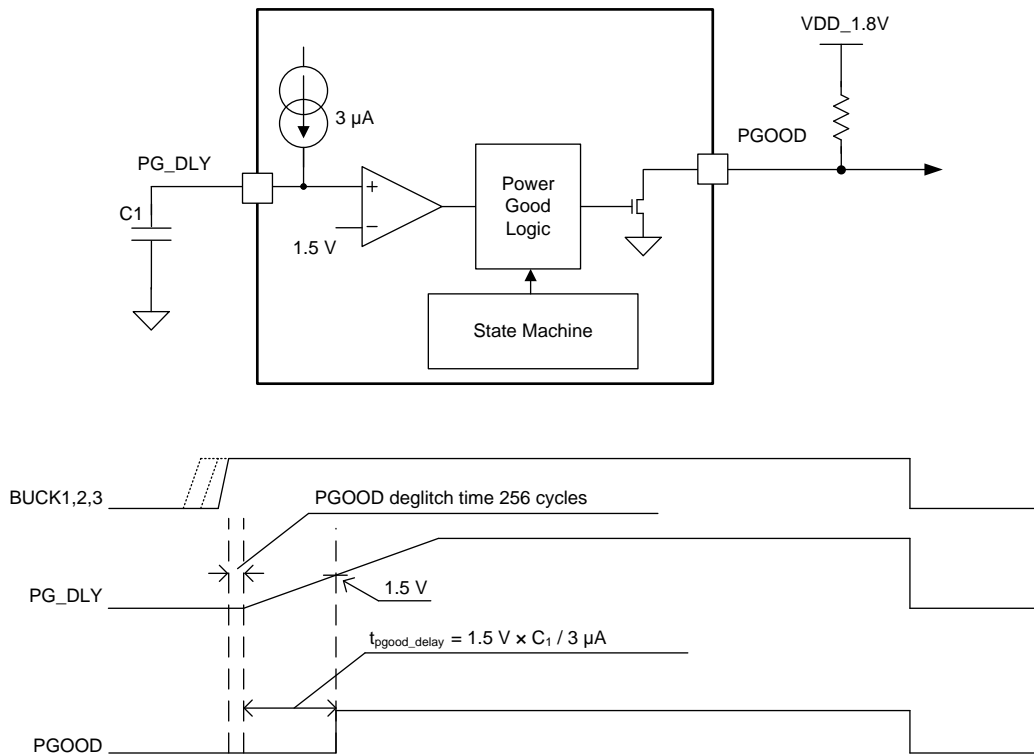 VDD_1.8V
3 µA
PGOOD
PG_DLY
Power
Good
Logic
+
−
C1
1.5 V
State Machine
BUCK1,2,3
PGOOD deglitch time 256 cycles
1.5 V
PG_DLY
tpgood_delay = 1.5 V × C1 / 3 µA
PGOOD